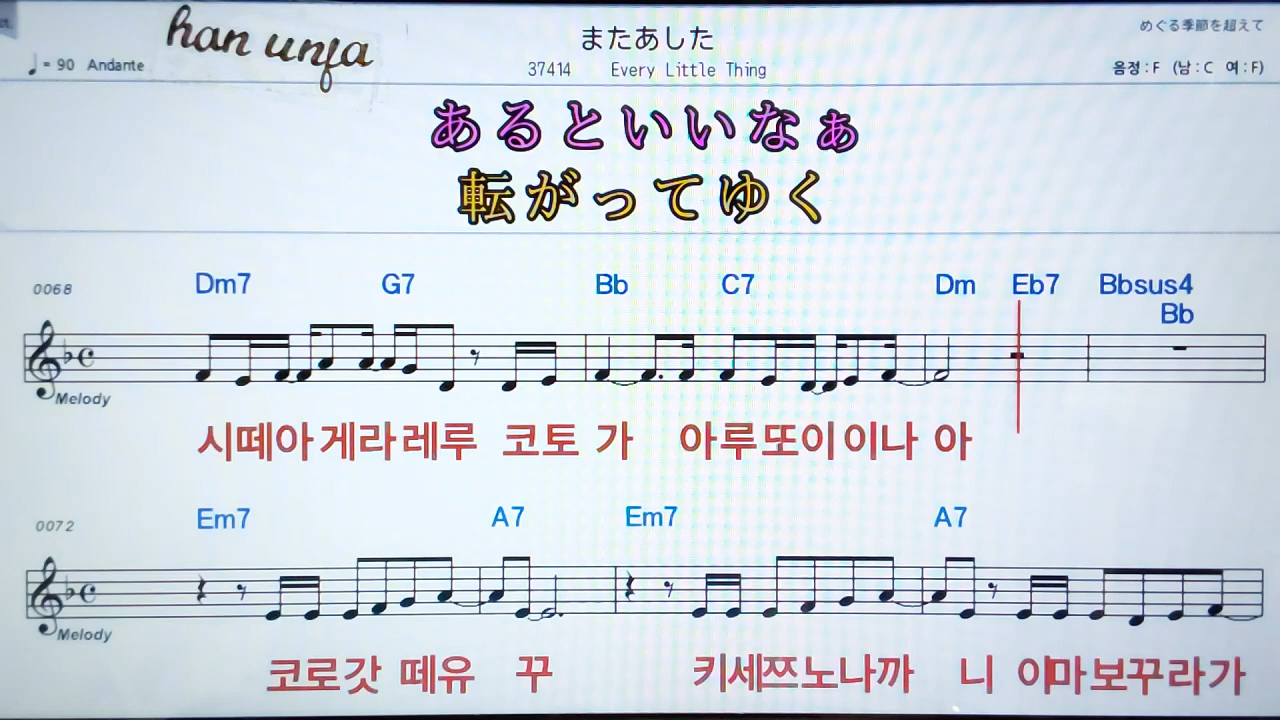 han unja
またあした
めぐる季節を超えて
♩= 90 Andante
37414 Every Little Thing
음정:F (남:C 여:F)
あるといいなぁ
転がってゆく
0068 Dm7 G7 Bb C7 Dm Eb7 Bbsus4
Bb
Melody
시떼아게라레루 코토 가 아루또이이나 아
0072 Em7 A7 Em7 A7
Melody
코로갓 떼유 꾸 키세쯔노나까 니 이마보꾸라가